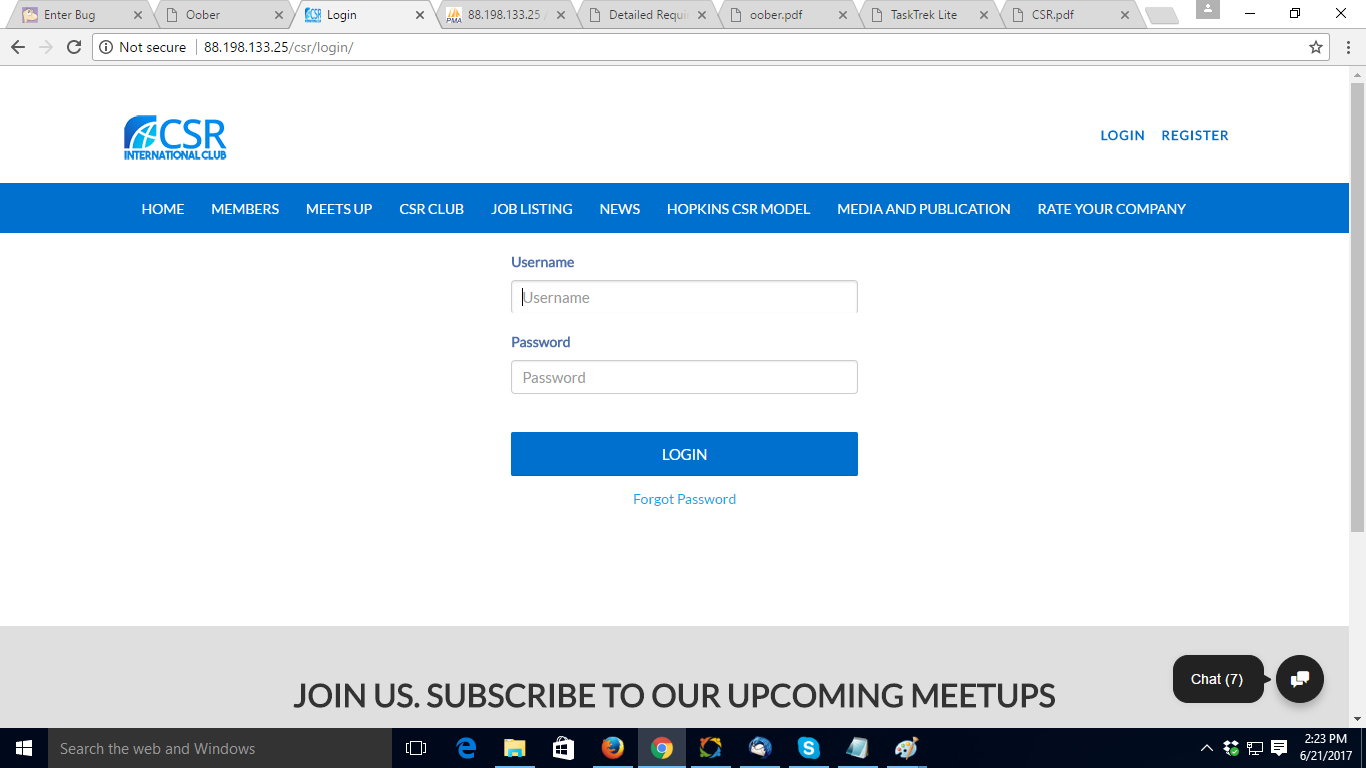 Enter Bug
Oober
Login
PMA
88.198.133.25 /
Detailed Requi
oober.pdf
TaskTrek Lite
CSR.pdf
Not secure
88.198.133.25/csr/login/
CSR
INTERNATIONAL CLUB
LOGIN REGISTER
HOME MEMBERS MEETS UP CSR CLUB JOB LISTING NEWS HOPKINS CSR MODEL MEDIA AND PUBLICATION RATE YOUR COMPANY
Username
Username
Password
Password
LOGIN
Forgot Password
JOIN US. SUBSCRIBE TO OUR UPCOMING MEETUPS
Chat (7)
Search the web and Windows
2:23 PM
6/21/2017